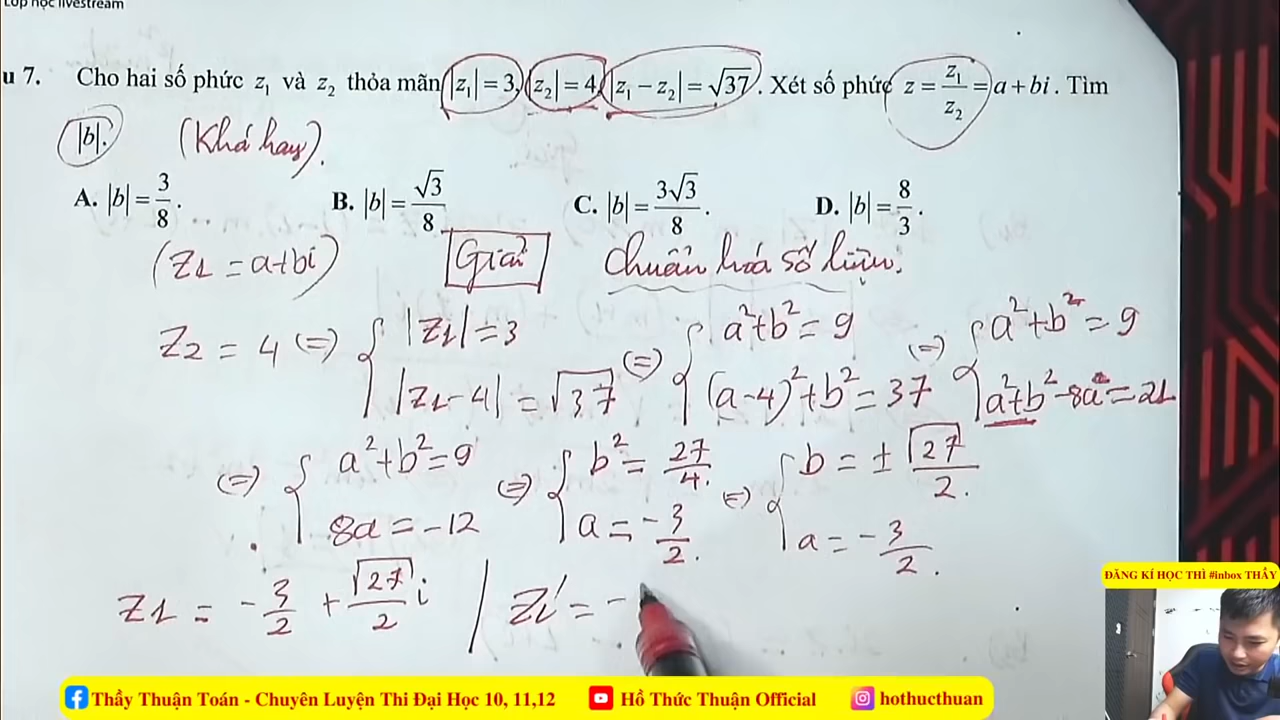 Lớp học livestream
u 7. Cho hai số phức z₁ và z₂ thỏa mãn |z₁| = 3, |z₂| = 4, |z₁ − z₂| = √37. Xét số phức z = z₁/z₂ = a + bi. Tìm
|b|. (Khá hay).
A. |b| = 3/8. B. |b| = √3/8. C. |b| = 3√3/8. D. |b| = 8/3.
(z₁ = a+bi) Giải Chuẩn hoá số liệu:
z₂ = 4 (=) { |z₁| = 3 ; |z₁ - 4| = √37 (=) { a² + b² = 9 ; (a-4)² + b² = 37 (=) { a² + b² = 9 ; a² + b² - 8a = 21
(=) { a² + b² = 9 ; 8a = -12 (=) { b² = 27/4. ; a = -3/2. (=) { b = ± √27/2. ; a = -3/2.
z₁ = -3/2 + √27/2 i | z₁' = -
ĐĂNG KÍ HỌC THÌ #inbox THẦY
Thầy Thuận Toán - Chuyên Luyện Thi Đại Học 10, 11,12 Hồ Thức Thuận Official hothucthuan